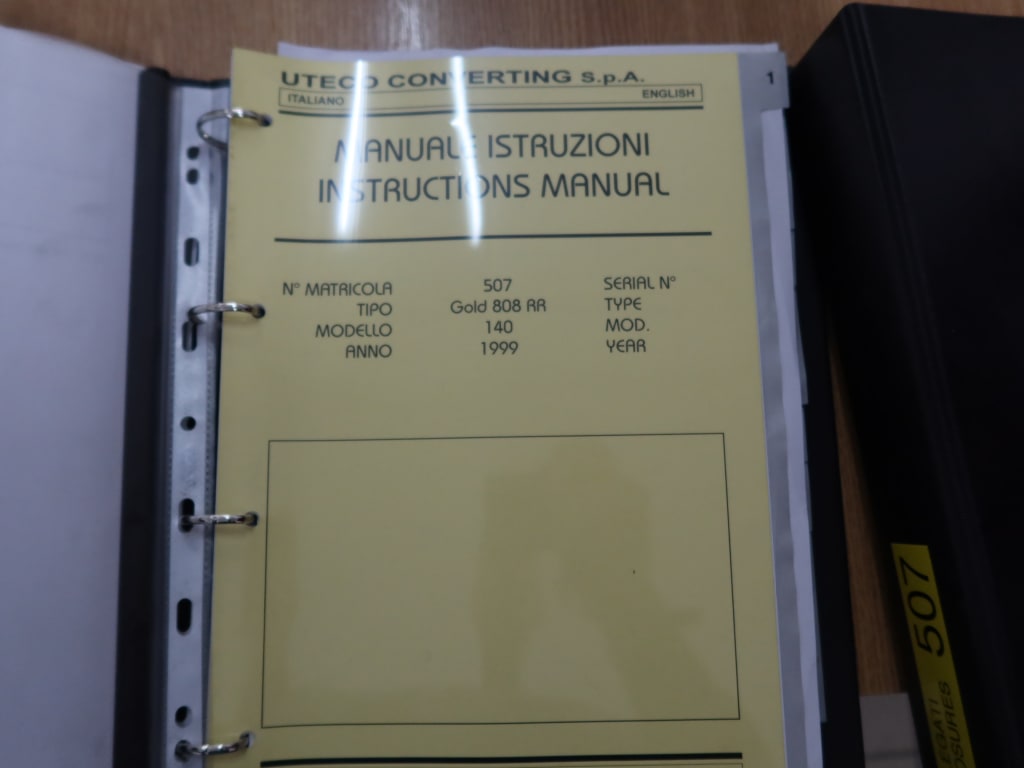 UTECO CONVERTING S.p.A.
ITALIANO ENGLISH
1
MANUALE ISTRUZIONI
INSTRUCTIONS MANUAL
N° MATRICOLA 507 SERIAL N°
TIPO Gold 808 RR TYPE
MODELLO 140 MOD.
ANNO 1999 YEAR
507